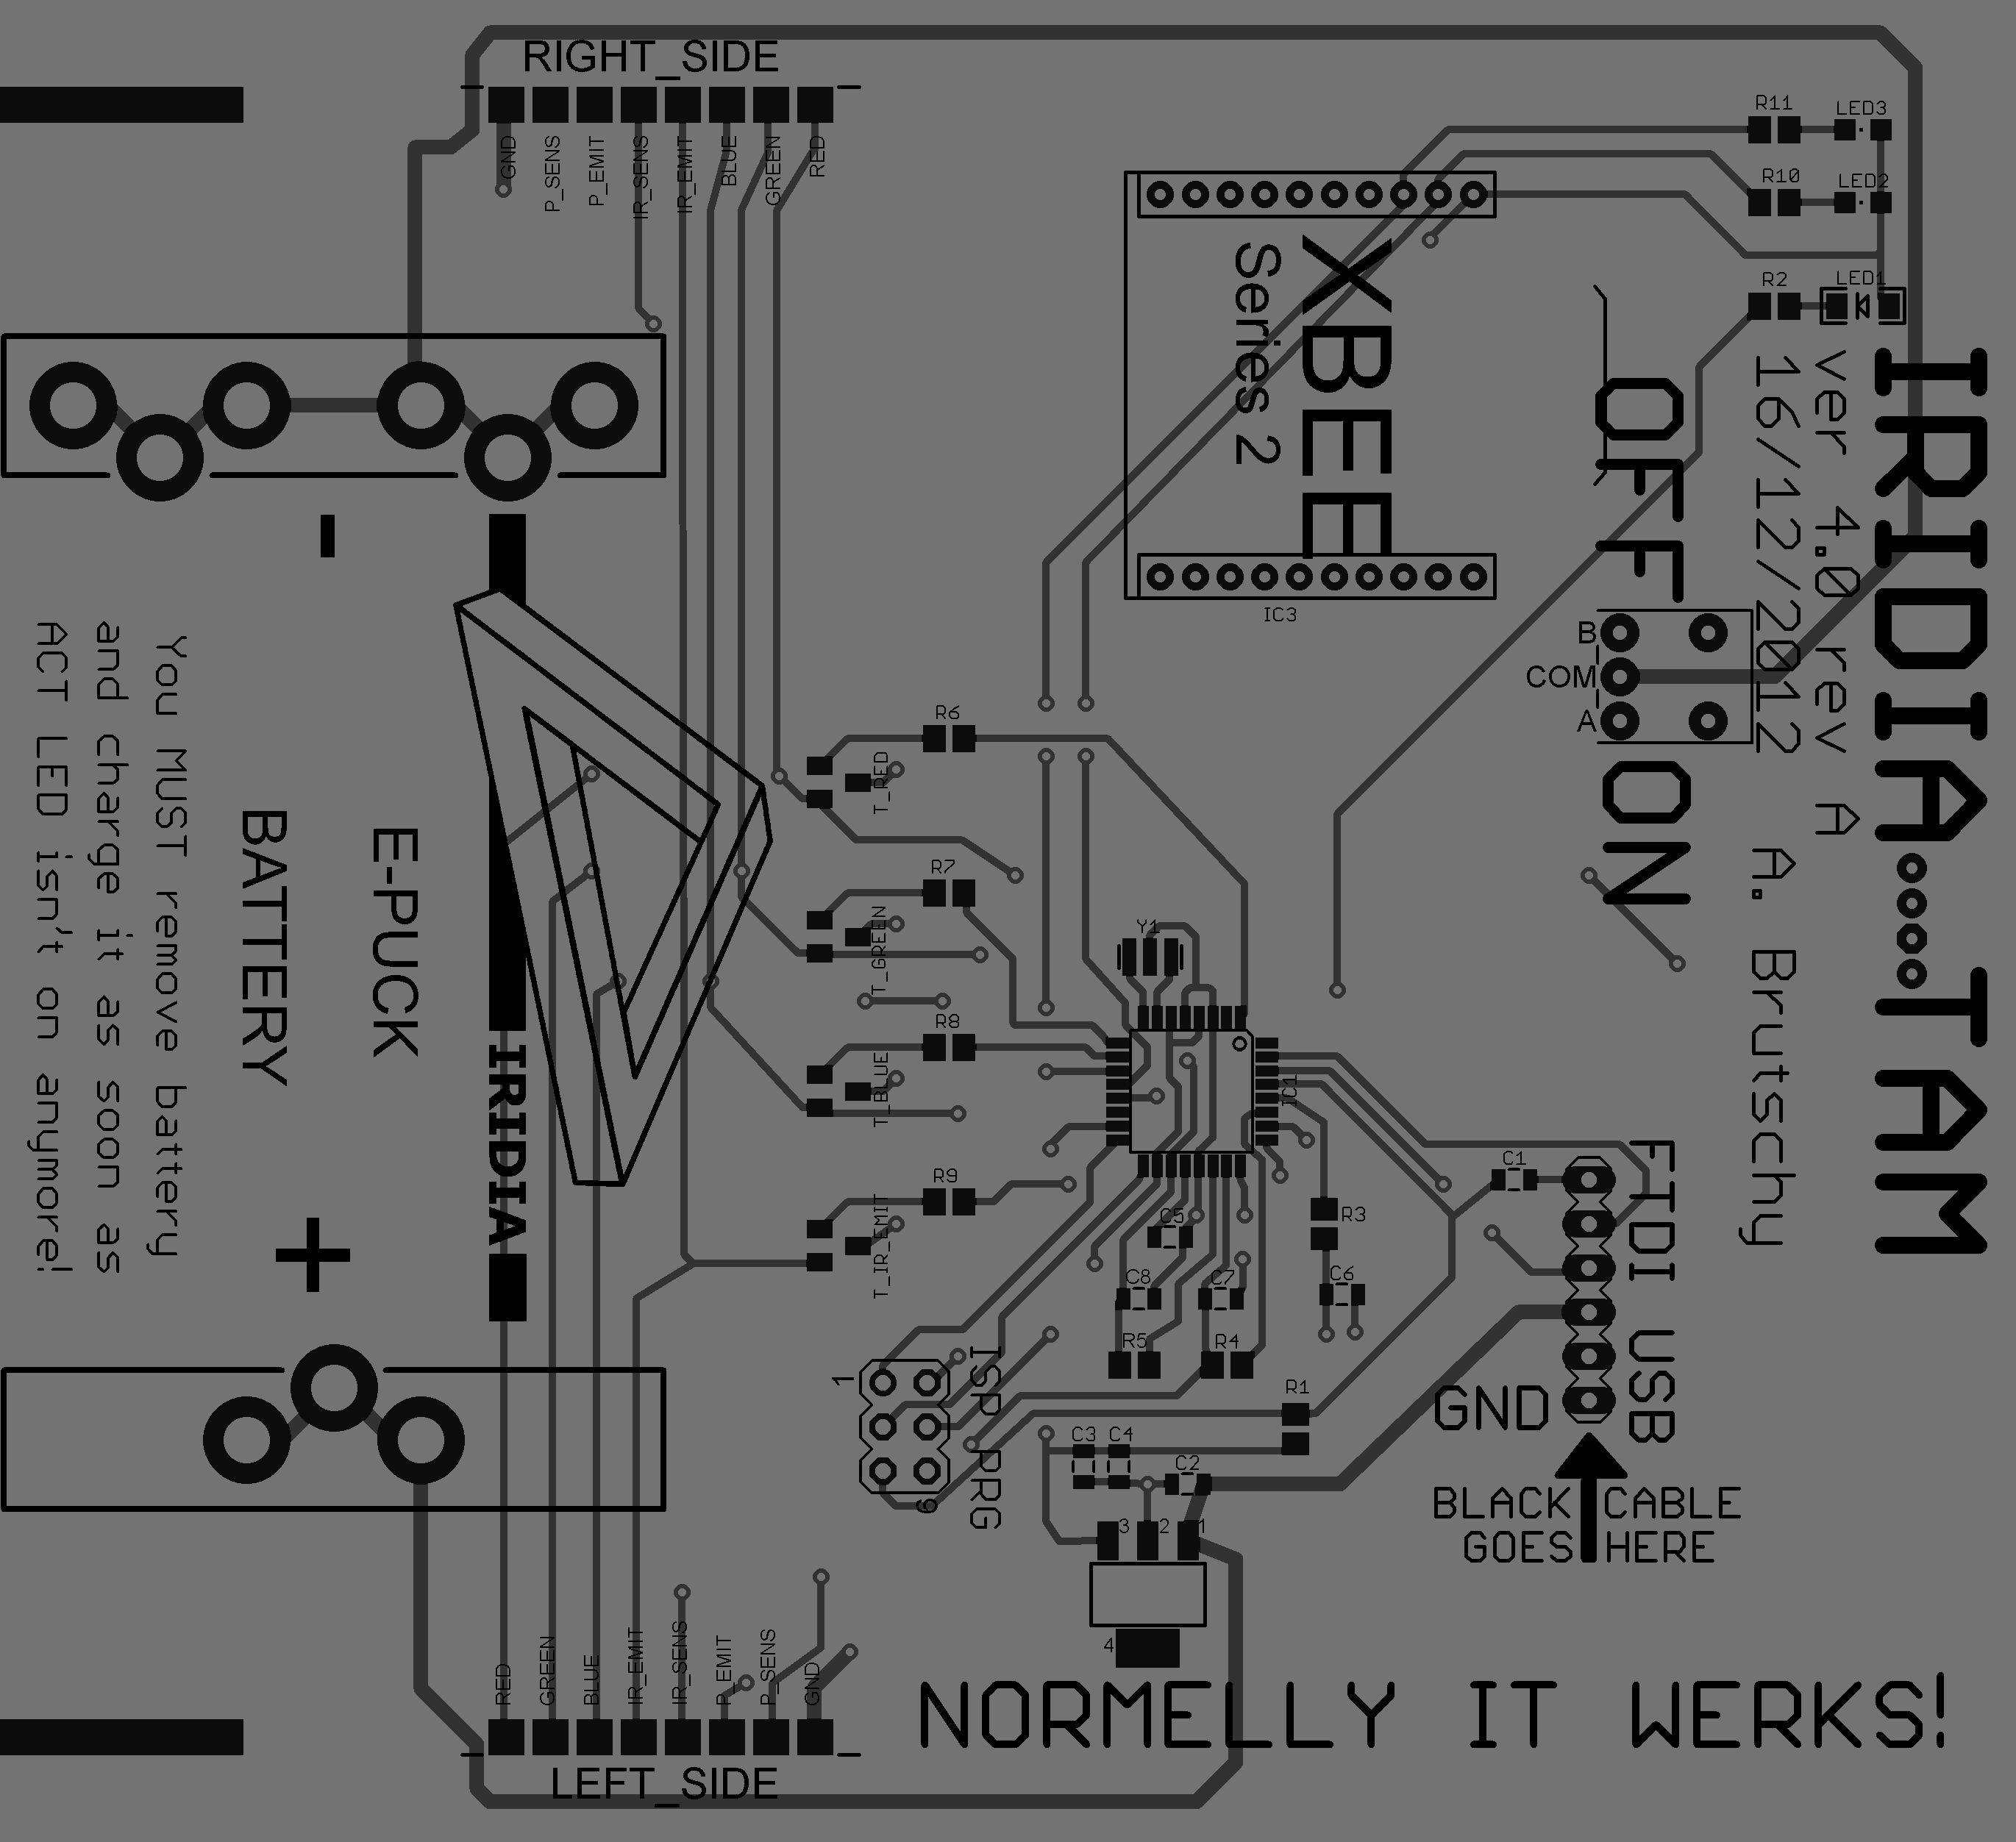 RIGHT_SIDE
GND
P_SENS
P_EMIT
IR_SENS
IR_EMIT
BLUE
GREEN
RED
R11
LED3
R10
LED2
R2
LED1
XBEE
Series 2
IC3
OFF
B
COM
A
ON
IRIDIA
TAM
Ver 4.0 rev A
16/12/2012
A. Brutschy
-
E-PUCK
BATTERY
+
You MUST remove battery
and charge it as soon as
ACT LED isn't on anymore!
IRIDIA
R6
T_RED
R7
T_GREEN
R8
T_BLUE
R9
T_IR_EMIT
Y1
IC1
C5
C8
C7
R5
R4
R3
C6
C1
R1
C3
C4
C2
3
2
1
4
1
6
ISP PRG
FTDI USB
GND
BLACK CABLE
GOES HERE
RED
GREEN
BLUE
IR_EMIT
IR_SENS
P_EMIT
P_SENS
GND
LEFT_SIDE
NORMELLY IT WERKS!